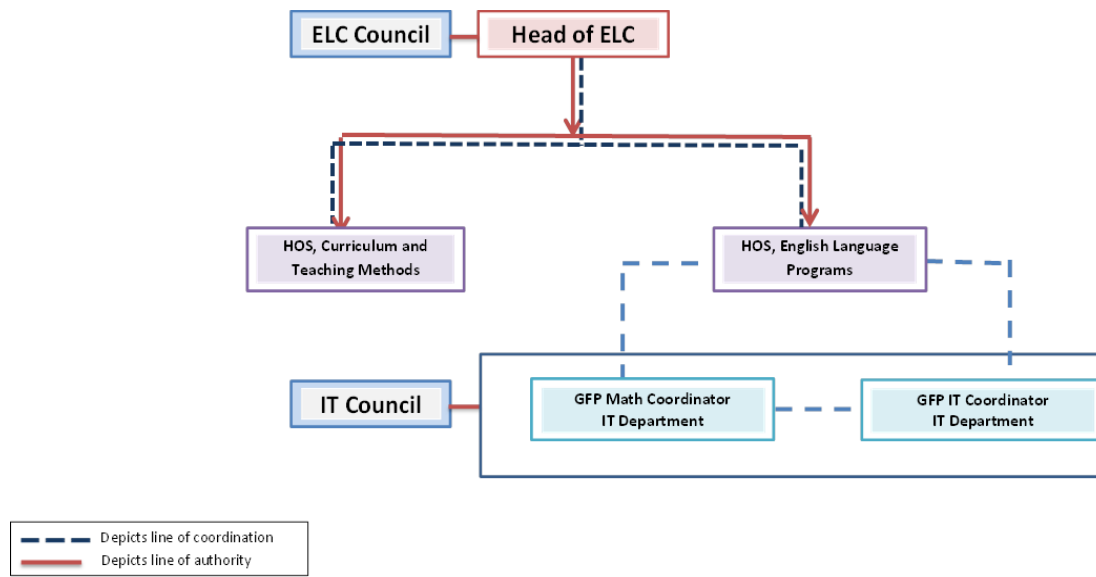 ELC Council
Head of ELC
HOS, Curriculum and
Teaching Methods
HOS, English Language
Programs
IT Council
GFP Math Coordinator
IT Department
GFP IT Coordinator
IT Department
Depicts line of coordination
Depicts line of authority